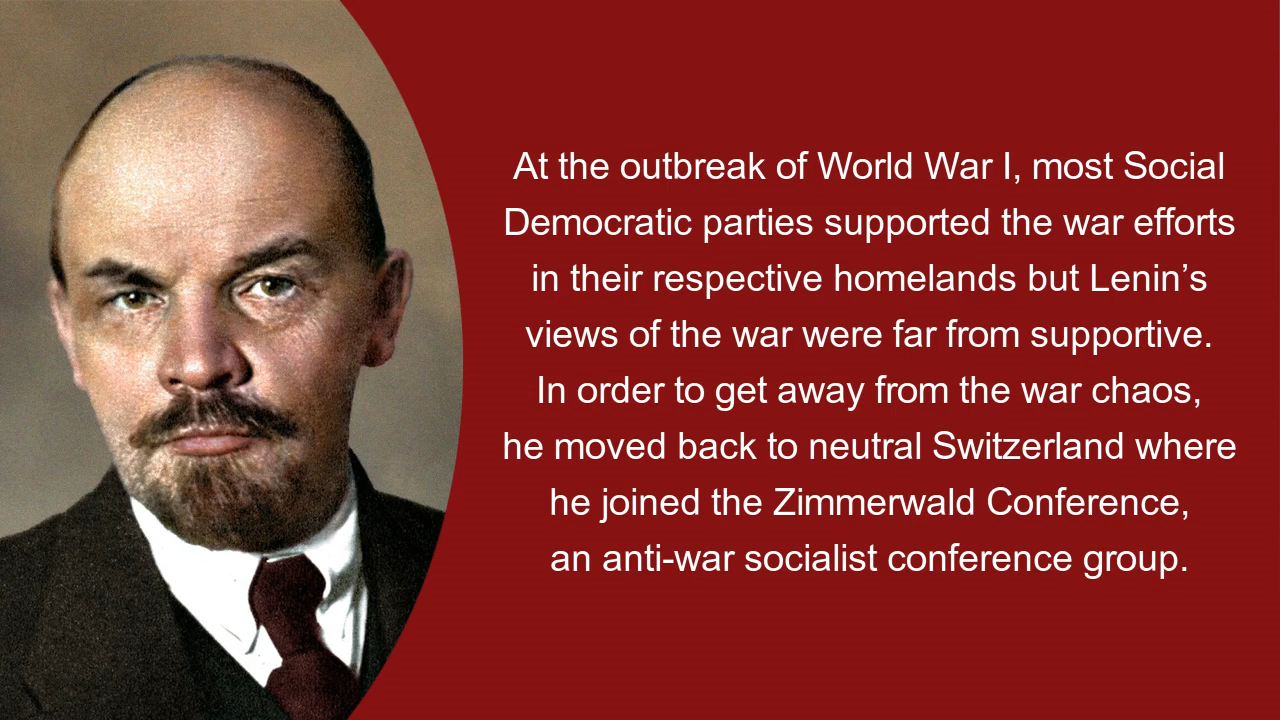 At the outbreak of World War I, most Social
Democratic parties supported the war efforts
in their respective homelands but Lenin’s
views of the war were far from supportive.
In order to get away from the war chaos,
he moved back to neutral Switzerland where
he joined the Zimmerwald Conference,
an anti-war socialist conference group.